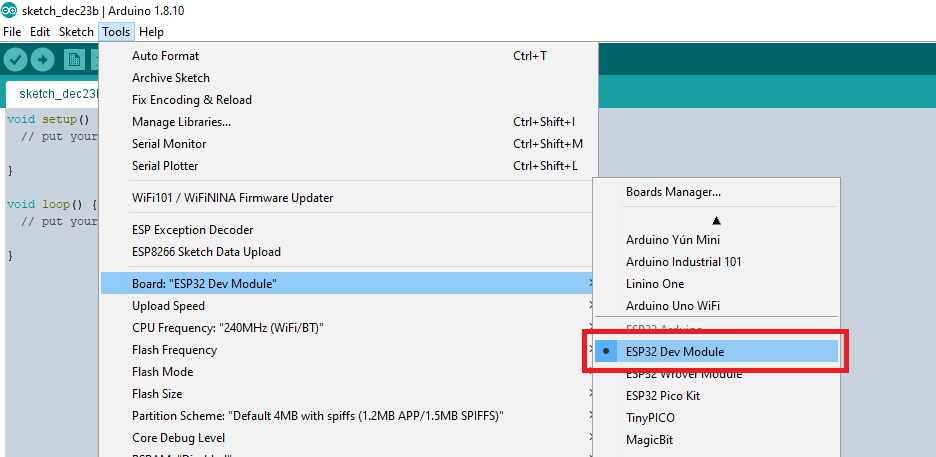 sketch_dec23b | Arduino 1.8.10
File Edit Sketch Tools Help
sketch_dec23b
void setup()
// put your
}
void loop() {
// put your
}
Auto Format Ctrl+T
Archive Sketch
Fix Encoding & Reload
Manage Libraries... Ctrl+Shift+I
Serial Monitor Ctrl+Shift+M
Serial Plotter Ctrl+Shift+L
WiFi101 / WiFiNINA Firmware Updater
ESP Exception Decoder
ESP8266 Sketch Data Upload
Board: "ESP32 Dev Module"
Upload Speed
CPU Frequency: "240MHz (WiFi/BT)"
Flash Frequency
Flash Mode
Flash Size
Partition Scheme: "Default 4MB with spiffs (1.2MB APP/1.5MB SPIFFS)"
Core Debug Level
PSRAM: "Disabled"
Boards Manager...
Arduino Yún Mini
Arduino Industrial 101
Linino One
Arduino Uno WiFi
ESP32 Arduino
ESP32 Dev Module
ESP32 Wrover Module
ESP32 Pico Kit
TinyPICO
MagicBit